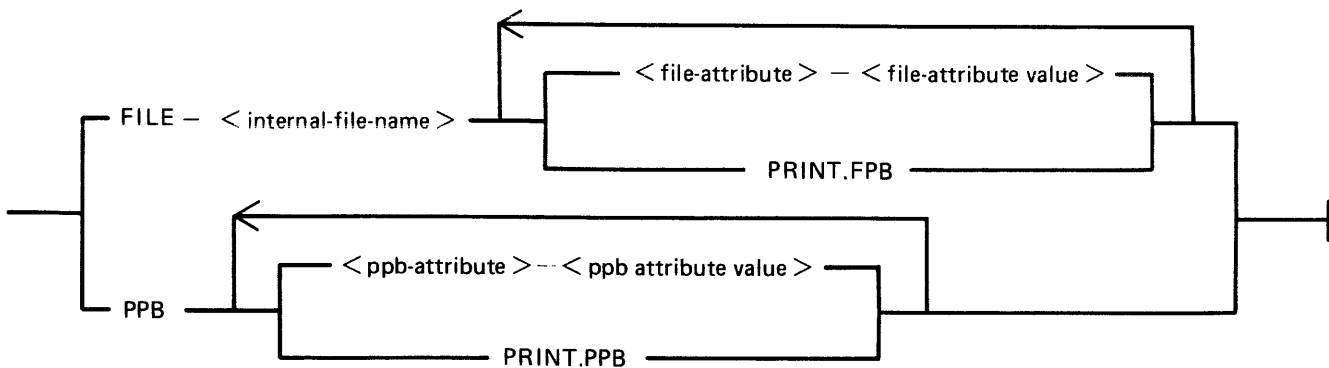 <file-attribute> — <file-attribute value>
FILE — <internal-file-name>
PRINT.FPB
<ppb-attribute> — <ppb attribute value>
PPB
PRINT.PPB